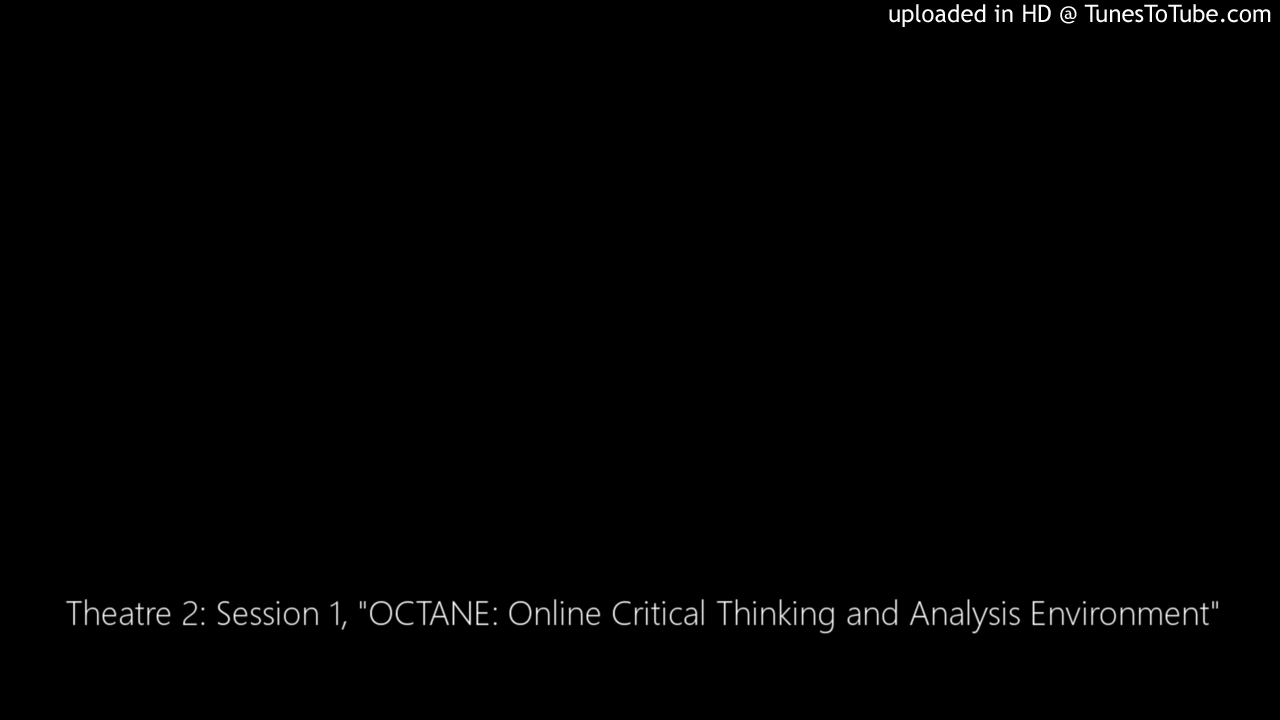 uploaded in HD @ TunesToTube.com
Theatre 2: Session 1, "OCTANE: Online Critical Thinking and Analysis Environment"